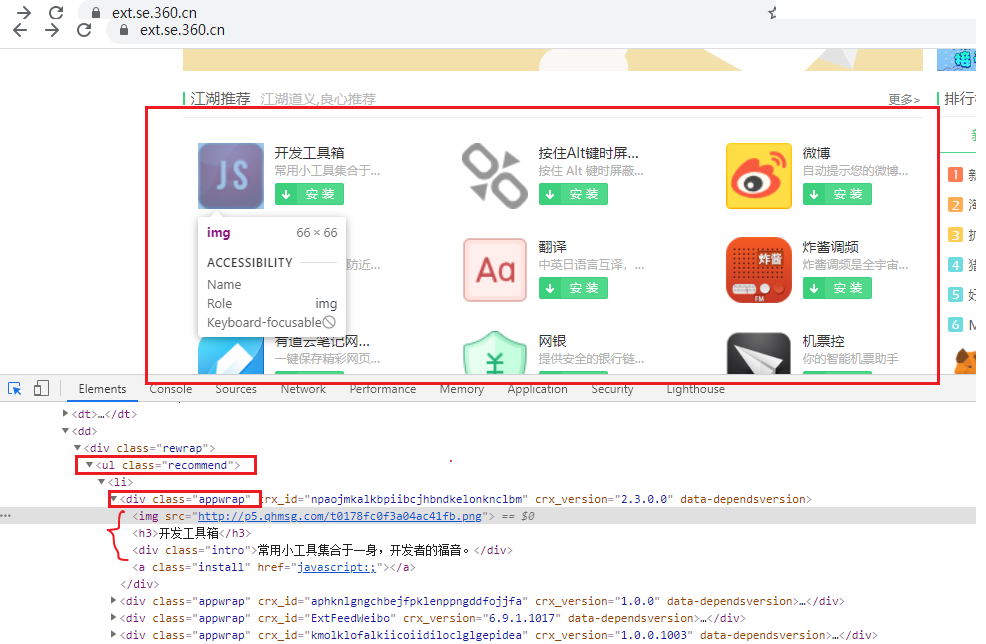 ext.se.360.cn
ext.se.360.cn
江湖推荐 江湖道义,良心推荐 更多> 排行
开发工具箱 按住Alt键时屏... 微博
常用小工具集合于... 按住 Alt 键时屏蔽... 自动提示您的微博...
安装 安装 安装
JS
img 66 × 66
ACCESSIBILITY
Name
Role img
Keyboard-focusable
防近...
翻译 炸酱调频
中英日语言互译，... 炸酱调频是全宇宙...
安装 安装
Aa 炸酱 FM
有道云笔记网... 网银 机票控
一键保存精彩网页... 提供安全的银行链... 你的智能机票助手
¥
1
2
3
4
5
6 M
Elements Console Sources Network Performance Memory Application Security Lighthouse
<dt>…</dt>
<dd>
<div class="rewrap">
<ul class="recommend">
<li>
<div class="appwrap" crx_id="npaojmkalkbpiibcjhbndkelonknclbm" crx_version="2.3.0.0" data-dependsversion>
<img src="http://p5.qhmsg.com/t0178fc0f3a04ac41fb.png"> == $0
<h3>开发工具箱</h3>
<div class="intro">常用小工具集合于一身，开发者的福音。</div>
<a class="install" href="javascript:;"></a>
</div>
<div class="appwrap" crx_id="aphknlgngchbejfpklenppngddfojjfa" crx_version="1.0.0" data-dependsversion>…</div>
<div class="appwrap" crx_id="ExtFeedWeibo" crx_version="6.9.1.1017" data-dependsversion>…</div>
<div class="appwrap" crx_id="kmolklofalkiicoiidiloclglgepidea" crx_version="1.0.0.1003" data-dependsversion>…</div>